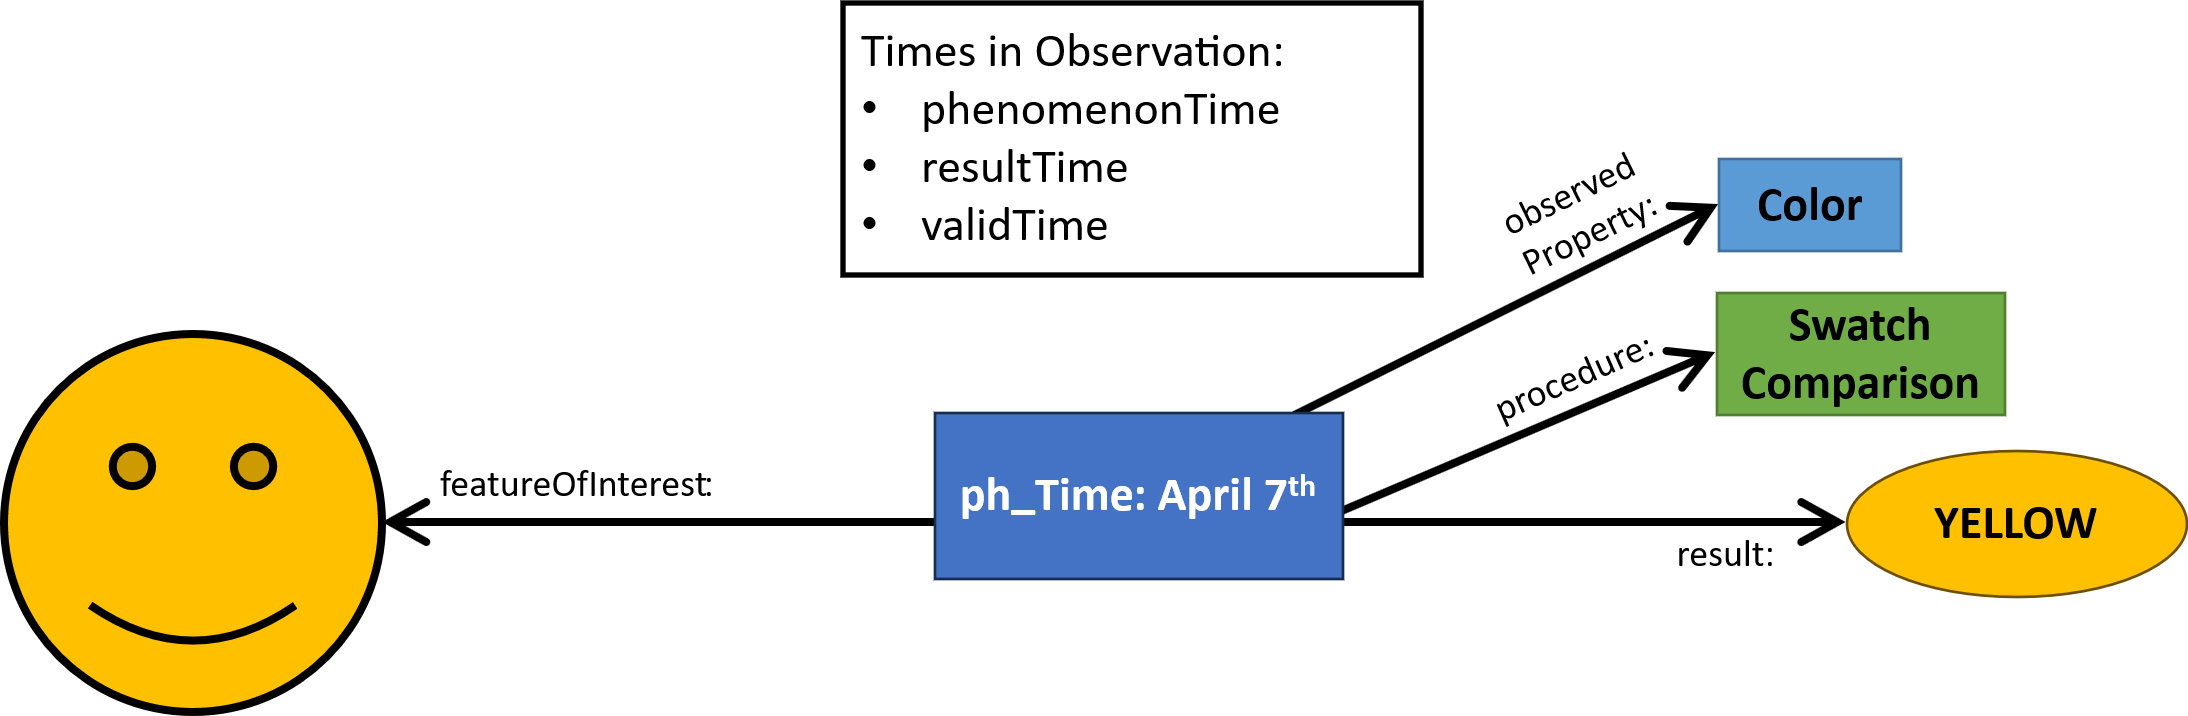 Times in Observation:
• phenomenonTime
• resultTime
• validTime
observed
Property:
Color
procedure:
Swatch
Comparison
featureOfInterest:
ph_Time: April 7th
YELLOW
result: